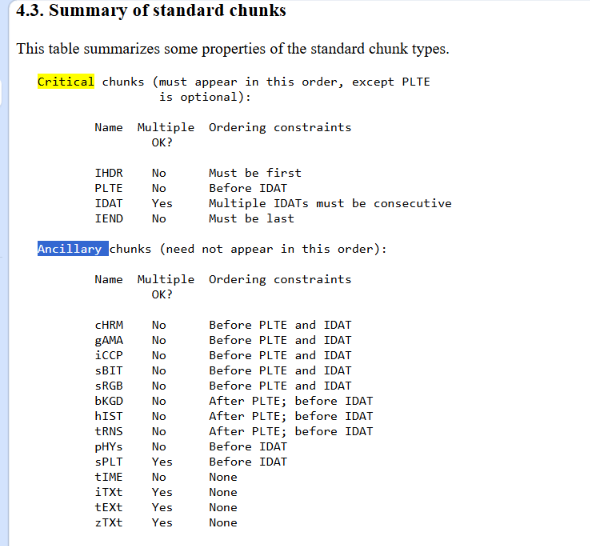 4.3. Summary of standard chunks
This table summarizes some properties of the standard chunk types.
Critical chunks (must appear in this order, except PLTE
is optional):
Name Multiple Ordering constraints
OK?
IHDR No Must be first
PLTE No Before IDAT
IDAT Yes Multiple IDATs must be consecutive
IEND No Must be last
Ancillary chunks (need not appear in this order):
Name Multiple Ordering constraints
OK?
cHRM No Before PLTE and IDAT
gAMA No Before PLTE and IDAT
iCCP No Before PLTE and IDAT
sBIT No Before PLTE and IDAT
sRGB No Before PLTE and IDAT
bKGD No After PLTE; before IDAT
hIST No After PLTE; before IDAT
tRNS No After PLTE; before IDAT
pHYs No Before IDAT
sPLT Yes Before IDAT
tIME No None
iTXt Yes None
tEXt Yes None
zTXt Yes None